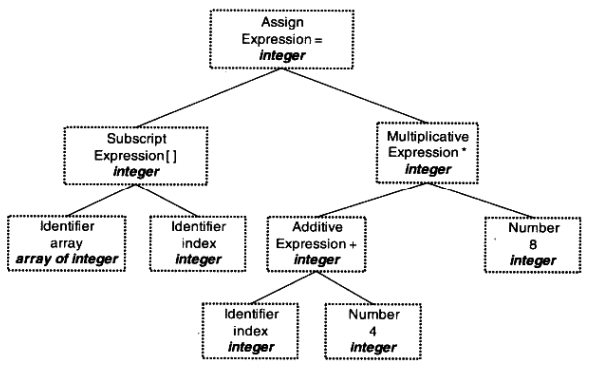 Assign
Expression =
integer
Subscript
Expression [ ]
integer
Multiplicative
Expression *
integer
Identifier
array
array of integer
Identifier
index
integer
Additive
Expression +
integer
Number
8
integer
Identifier
index
integer
Number
4
integer